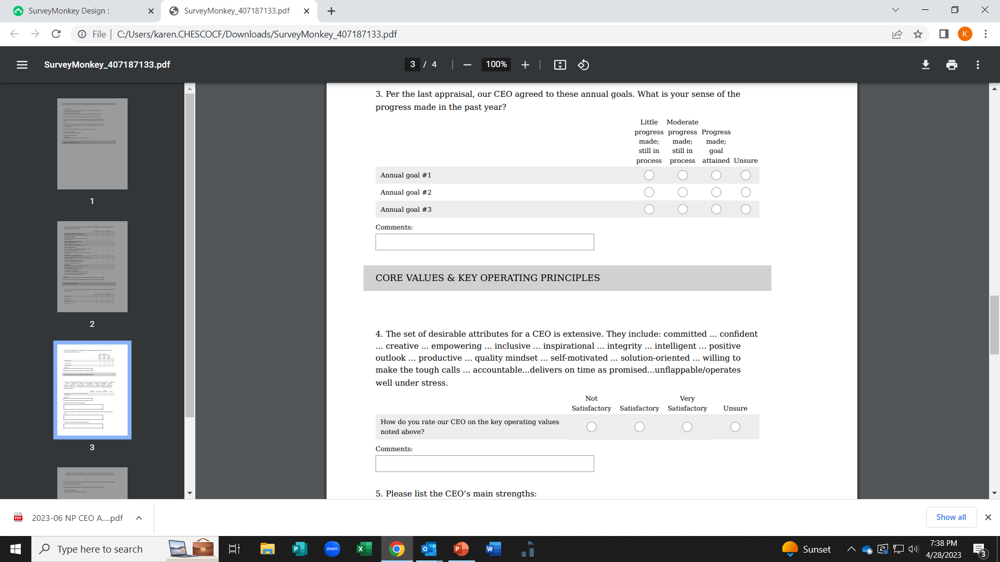 SurveyMonkey Design :
SurveyMonkey_407187133.pdf
File
C:/Users/karen.CHESCOCF/Downloads/SurveyMonkey_407187133.pdf
K
SurveyMonkey_407187133.pdf
3 / 4
100%
1
2
3
3. Per the last appraisal, our CEO agreed to these annual goals. What is your sense of the
progress made in the past year?
Little Moderate
progress progress Progress
made; made; made;
still in still in goal
process process attained Unsure
Annual goal #1
Annual goal #2
Annual goal #3
Comments:
CORE VALUES & KEY OPERATING PRINCIPLES
4. The set of desirable attributes for a CEO is extensive. They include: committed ... confident
... creative ... empowering ... inclusive ... inspirational ... integrity ... intelligent ... positive
outlook ... productive ... quality mindset ... self-motivated ... solution-oriented ... willing to
make the tough calls ... accountable...delivers on time as promised...unflappable/operates
well under stress.
Not Very
Satisfactory Satisfactory Satisfactory Unsure
How do you rate our CEO on the key operating values
noted above?
Comments:
5. Please list the CEO’s main strengths:
PDF
2023-06 NP CEO A....pdf
Show all
Type here to search
zoom
Sunset
7:38 PM
4/28/2023
3